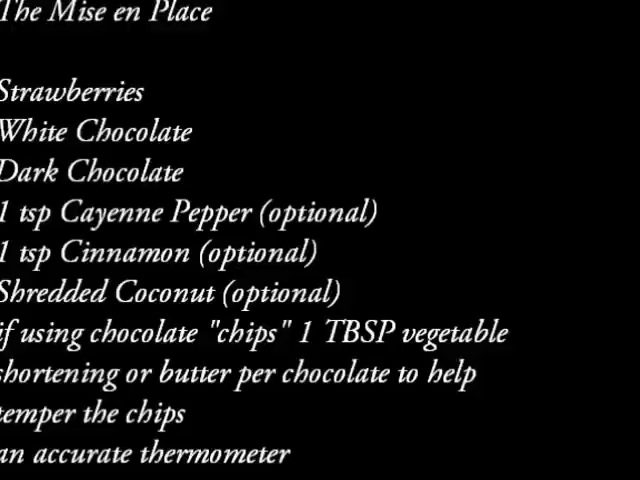 The Mise en Place
Strawberries
White Chocolate
Dark Chocolate
1 tsp Cayenne Pepper (optional)
1 tsp Cinnamon (optional)
Shredded Coconut (optional)
if using chocolate "chips" 1 TBSP vegetable
shortening or butter per chocolate to help
temper the chips
an accurate thermometer